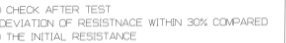 CHECK AFTER TEST
DEVIATION OF RESISTNACE WITHIN 30% COMPARED
THE INITIAL RESISTANCE